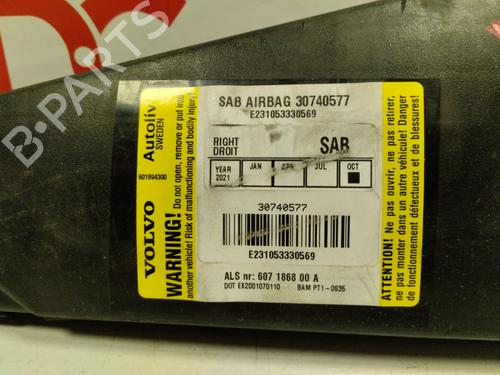 SAB AIRBAG 30740577
E231053330569
RIGHT
DROIT
SAB
YEAR
2021
JAN
APR
JUL
OCT
30740577
E231053330569
ALS nr: 607 1868 00 A
DOT EX2001070110
BAM PT1-0635
Autoliv
SWEDEN
601994300
VOLVO
WARNING!
Do not open, remove or put into
another vehicle! Risk of malfunctioning and bodily injury!
ATTENTION! Ne pas ouvrir, ne pas retirer,
ne pas monter dans un autre véhicule! Danger
de fonctionnement défectueux et de blessures!
B-PARTS